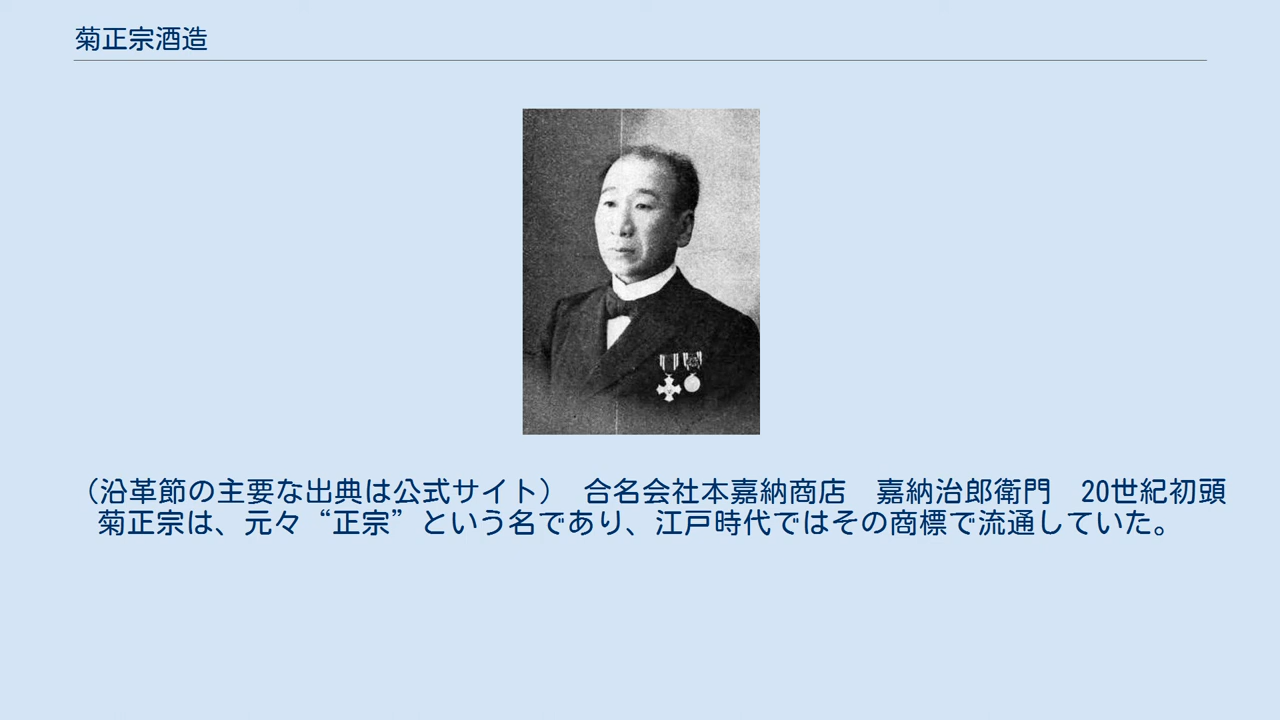 菊正宗酒造
（沿革節の主要な出典は公式サイト）　合名会社本嘉納商店　嘉納治郎衛門　20世紀初頭
菊正宗は、元々“正宗”という名であり、江戸時代ではその商標で流通していた。